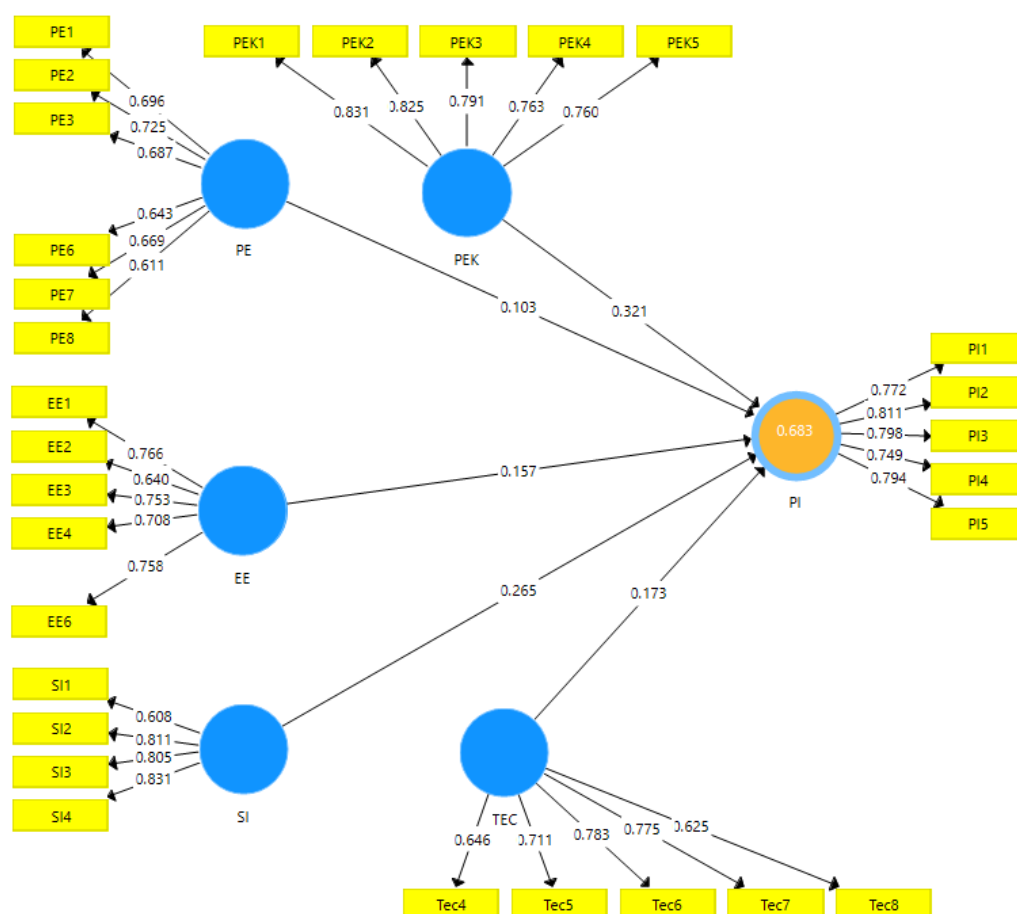 PE1
PE2
PE3
0.696
0.725
0.687
0.643
0.669
0.611
PE6
PE7
PE8
PE
PEK1
PEK2
PEK3
PEK4
PEK5
0.831
0.825
0.791
0.763
0.760
PEK
0.103
0.321
EE1
EE2
EE3
EE4
EE6
0.766
0.640
0.753
0.708
0.758
EE
0.157
0.683
PI
0.772
0.811
0.798
0.749
0.794
PI1
PI2
PI3
PI4
PI5
SI1
SI2
SI3
SI4
0.608
0.811
0.805
0.831
SI
0.265
0.173
TEC
0.646
0.711
0.783
0.775
0.625
Tec4
Tec5
Tec6
Tec7
Tec8